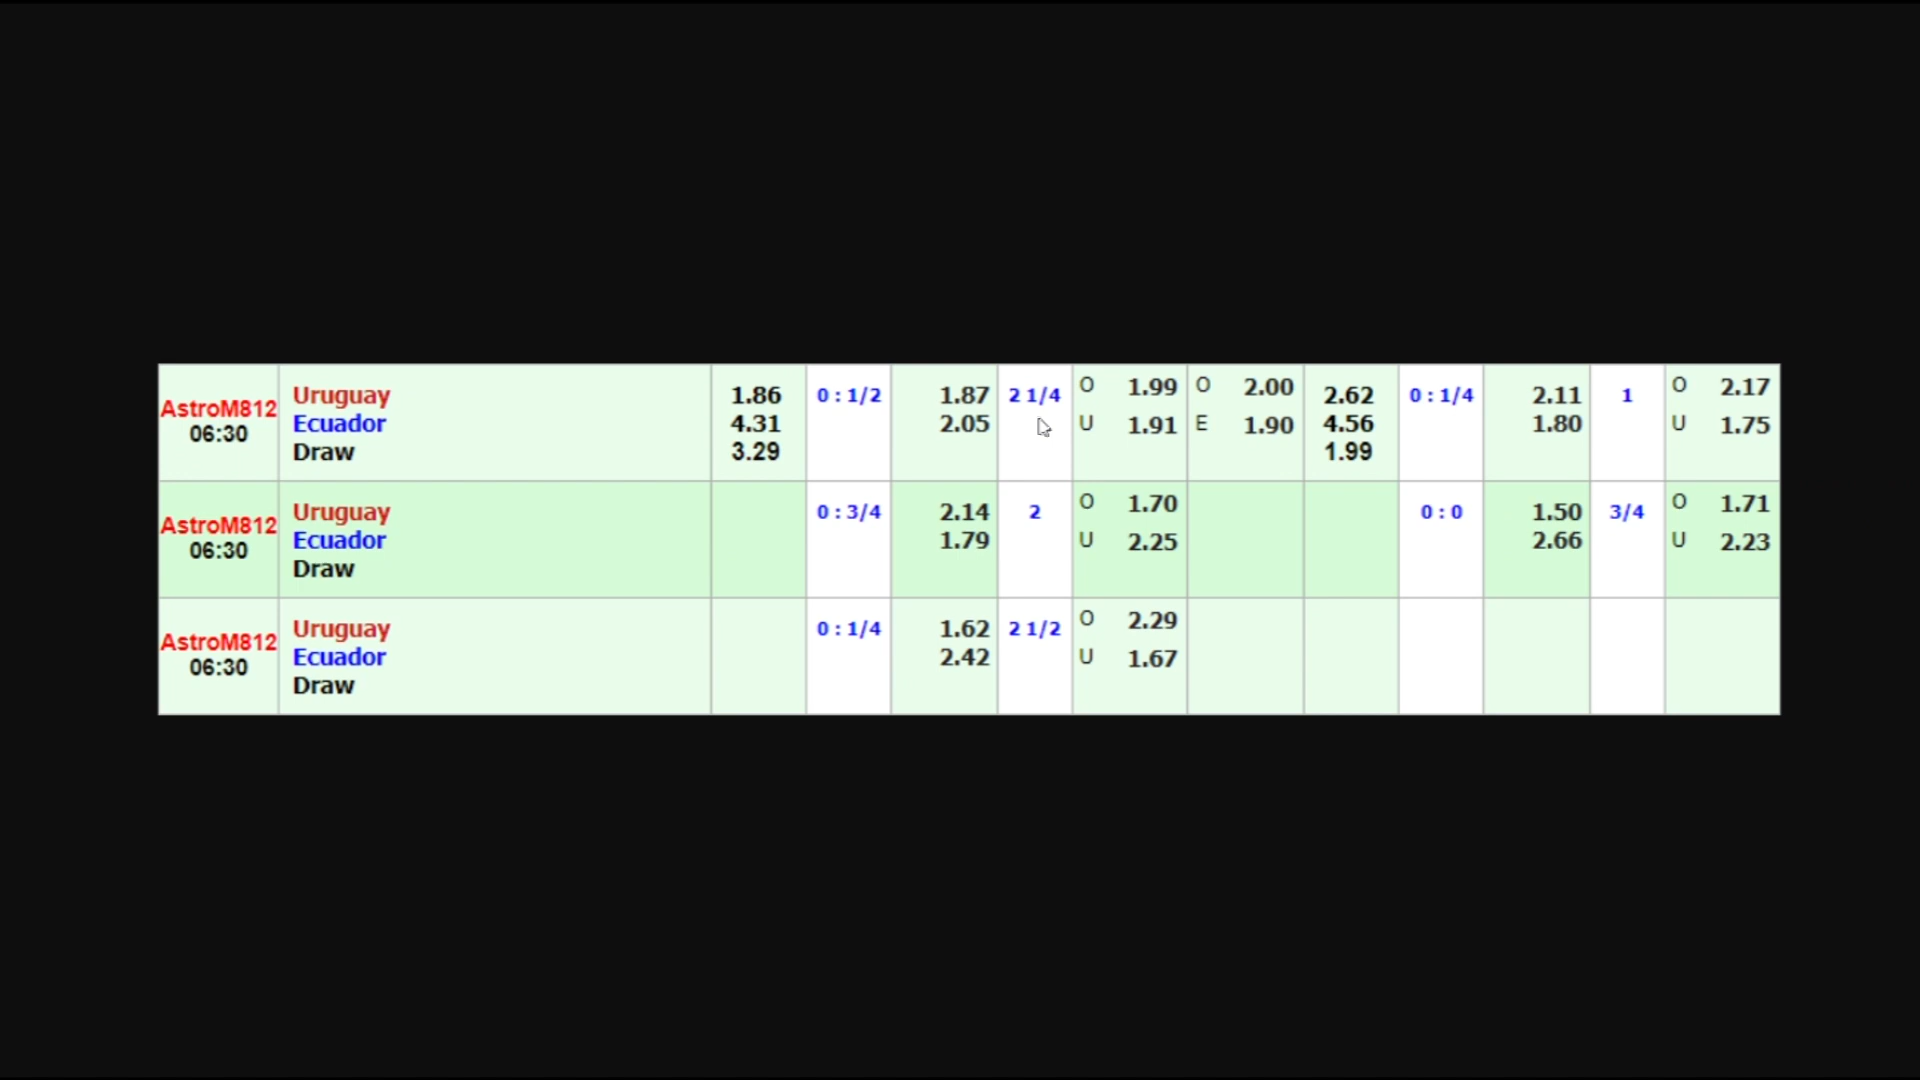 AstroM812 06:30 Uruguay Ecuador Draw 1.86 4.31 3.29 0 : 1/2 1.87 2.05 2 1/4 O 1.99 U 1.91 O 2.00 E 1.90 2.62 4.56 1.99 0 : 1/4 2.11 1.80 1 O 2.17 U 1.75
AstroM812 06:30 Uruguay Ecuador Draw 0 : 3/4 2.14 1.79 2 O 1.70 U 2.25 0 : 0 1.50 2.66 3/4 O 1.71 U 2.23
AstroM812 06:30 Uruguay Ecuador Draw 0 : 1/4 1.62 2.42 2 1/2 O 2.29 U 1.67